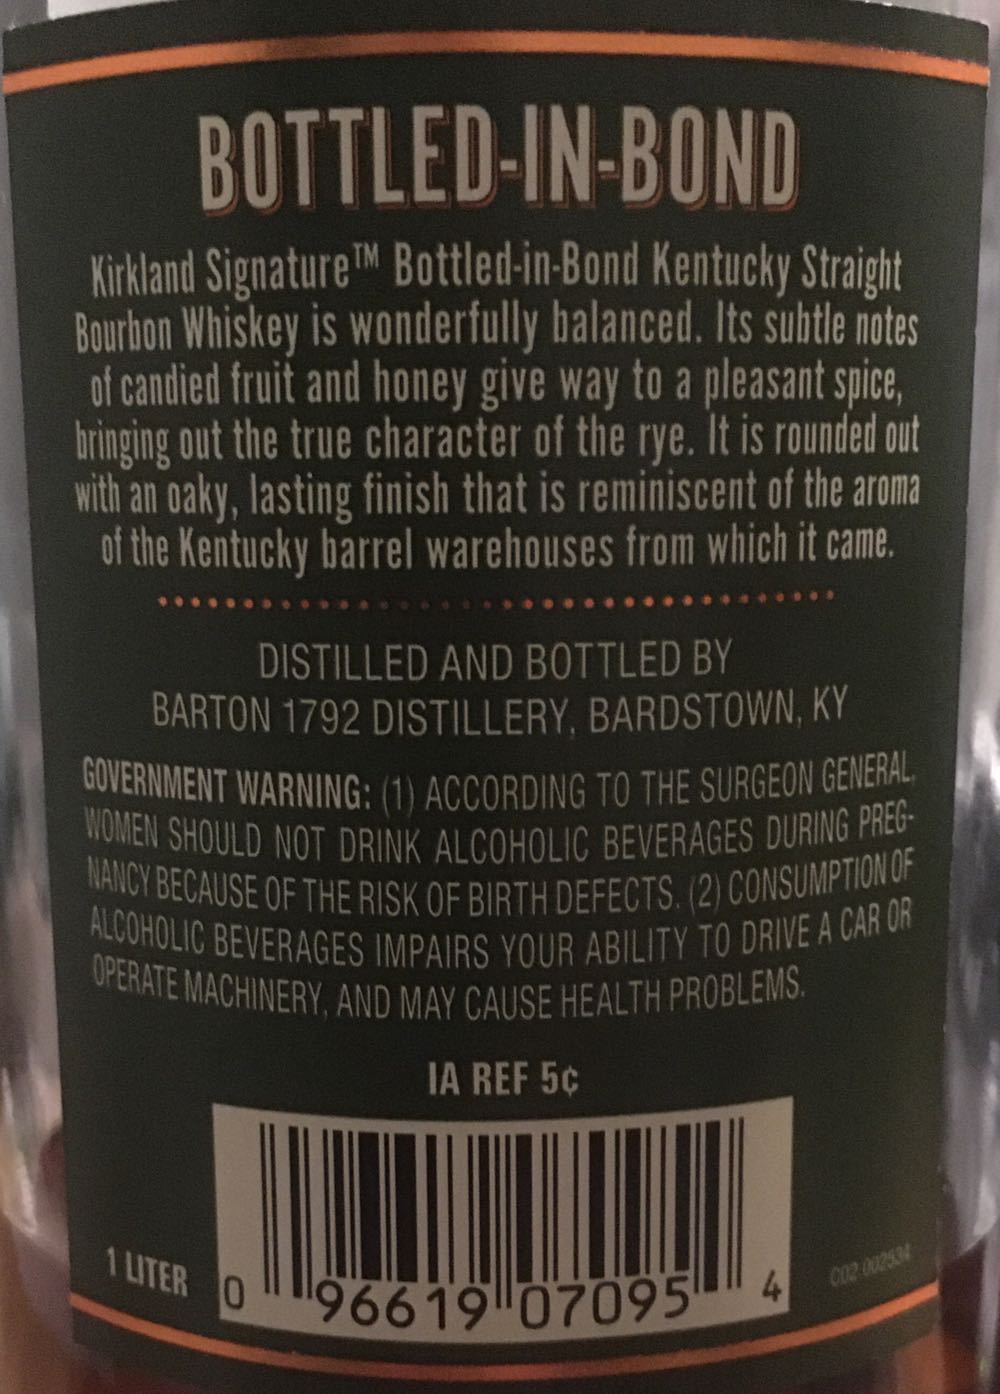 BOTTLED-IN-BOND
Kirkland Signature™ Bottled-in-Bond Kentucky Straight
Bourbon Whiskey is wonderfully balanced. Its subtle notes
of candied fruit and honey give way to a pleasant spice,
bringing out the true character of the rye. It is rounded out
with an oaky, lasting finish that is reminiscent of the aroma
of the Kentucky barrel warehouses from which it came.
DISTILLED AND BOTTLED BY
BARTON 1792 DISTILLERY, BARDSTOWN, KY
GOVERNMENT WARNING: (1) ACCORDING TO THE SURGEON GENERAL,
WOMEN SHOULD NOT DRINK ALCOHOLIC BEVERAGES DURING PREG-
NANCY BECAUSE OF THE RISK OF BIRTH DEFECTS. (2) CONSUMPTION OF
ALCOHOLIC BEVERAGES IMPAIRS YOUR ABILITY TO DRIVE A CAR OR
OPERATE MACHINERY, AND MAY CAUSE HEALTH PROBLEMS.
IA REF 5¢
1 LITER
0 96619 07095 4
C02-002534